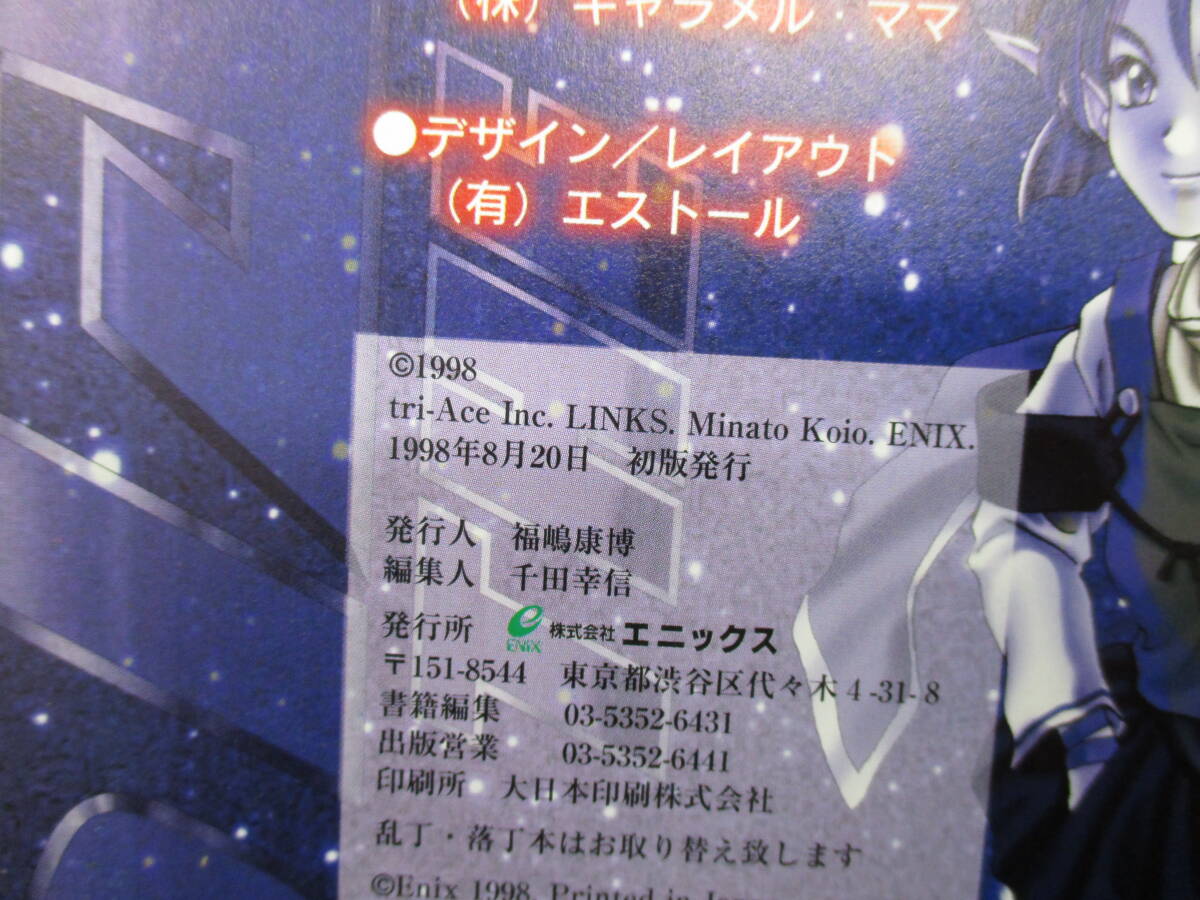 (株) キャラメル・ママ
●デザイン／レイアウト
(有) エストール
©1998
tri-Ace Inc. LINKS. Minato Koio. ENIX.
1998年8月20日 初版発行
発行人 福嶋康博
編集人 千田幸信
発行所 ENIX 株式会社 エニックス
〒151-8544 東京都渋谷区代々木4-31-8
書籍編集 03-5352-6431
出版営業 03-5352-6441
印刷所 大日本印刷株式会社
乱丁・落丁本はお取り替え致します
©Enix 1998. Printed in